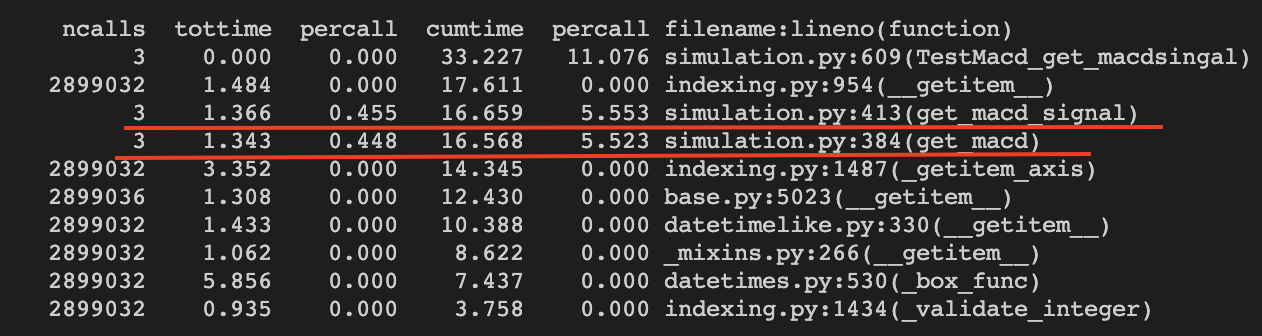 ncalls tottime percall cumtime percall filename:lineno(function)
3 0.000 0.000 33.227 11.076 simulation.py:609(TestMacd_get_macdsingal)
2899032 1.484 0.000 17.611 0.000 indexing.py:954(__getitem__)
3 1.366 0.455 16.659 5.553 simulation.py:413(get_macd_signal)
3 1.343 0.448 16.568 5.523 simulation.py:384(get_macd)
2899032 3.352 0.000 14.345 0.000 indexing.py:1487(_getitem_axis)
2899036 1.308 0.000 12.430 0.000 base.py:5023(__getitem__)
2899032 1.433 0.000 10.388 0.000 datetimelike.py:330(__getitem__)
2899032 1.062 0.000 8.622 0.000 _mixins.py:266(__getitem__)
2899032 5.856 0.000 7.437 0.000 datetimes.py:530(_box_func)
2899032 0.935 0.000 3.758 0.000 indexing.py:1434(_validate_integer)